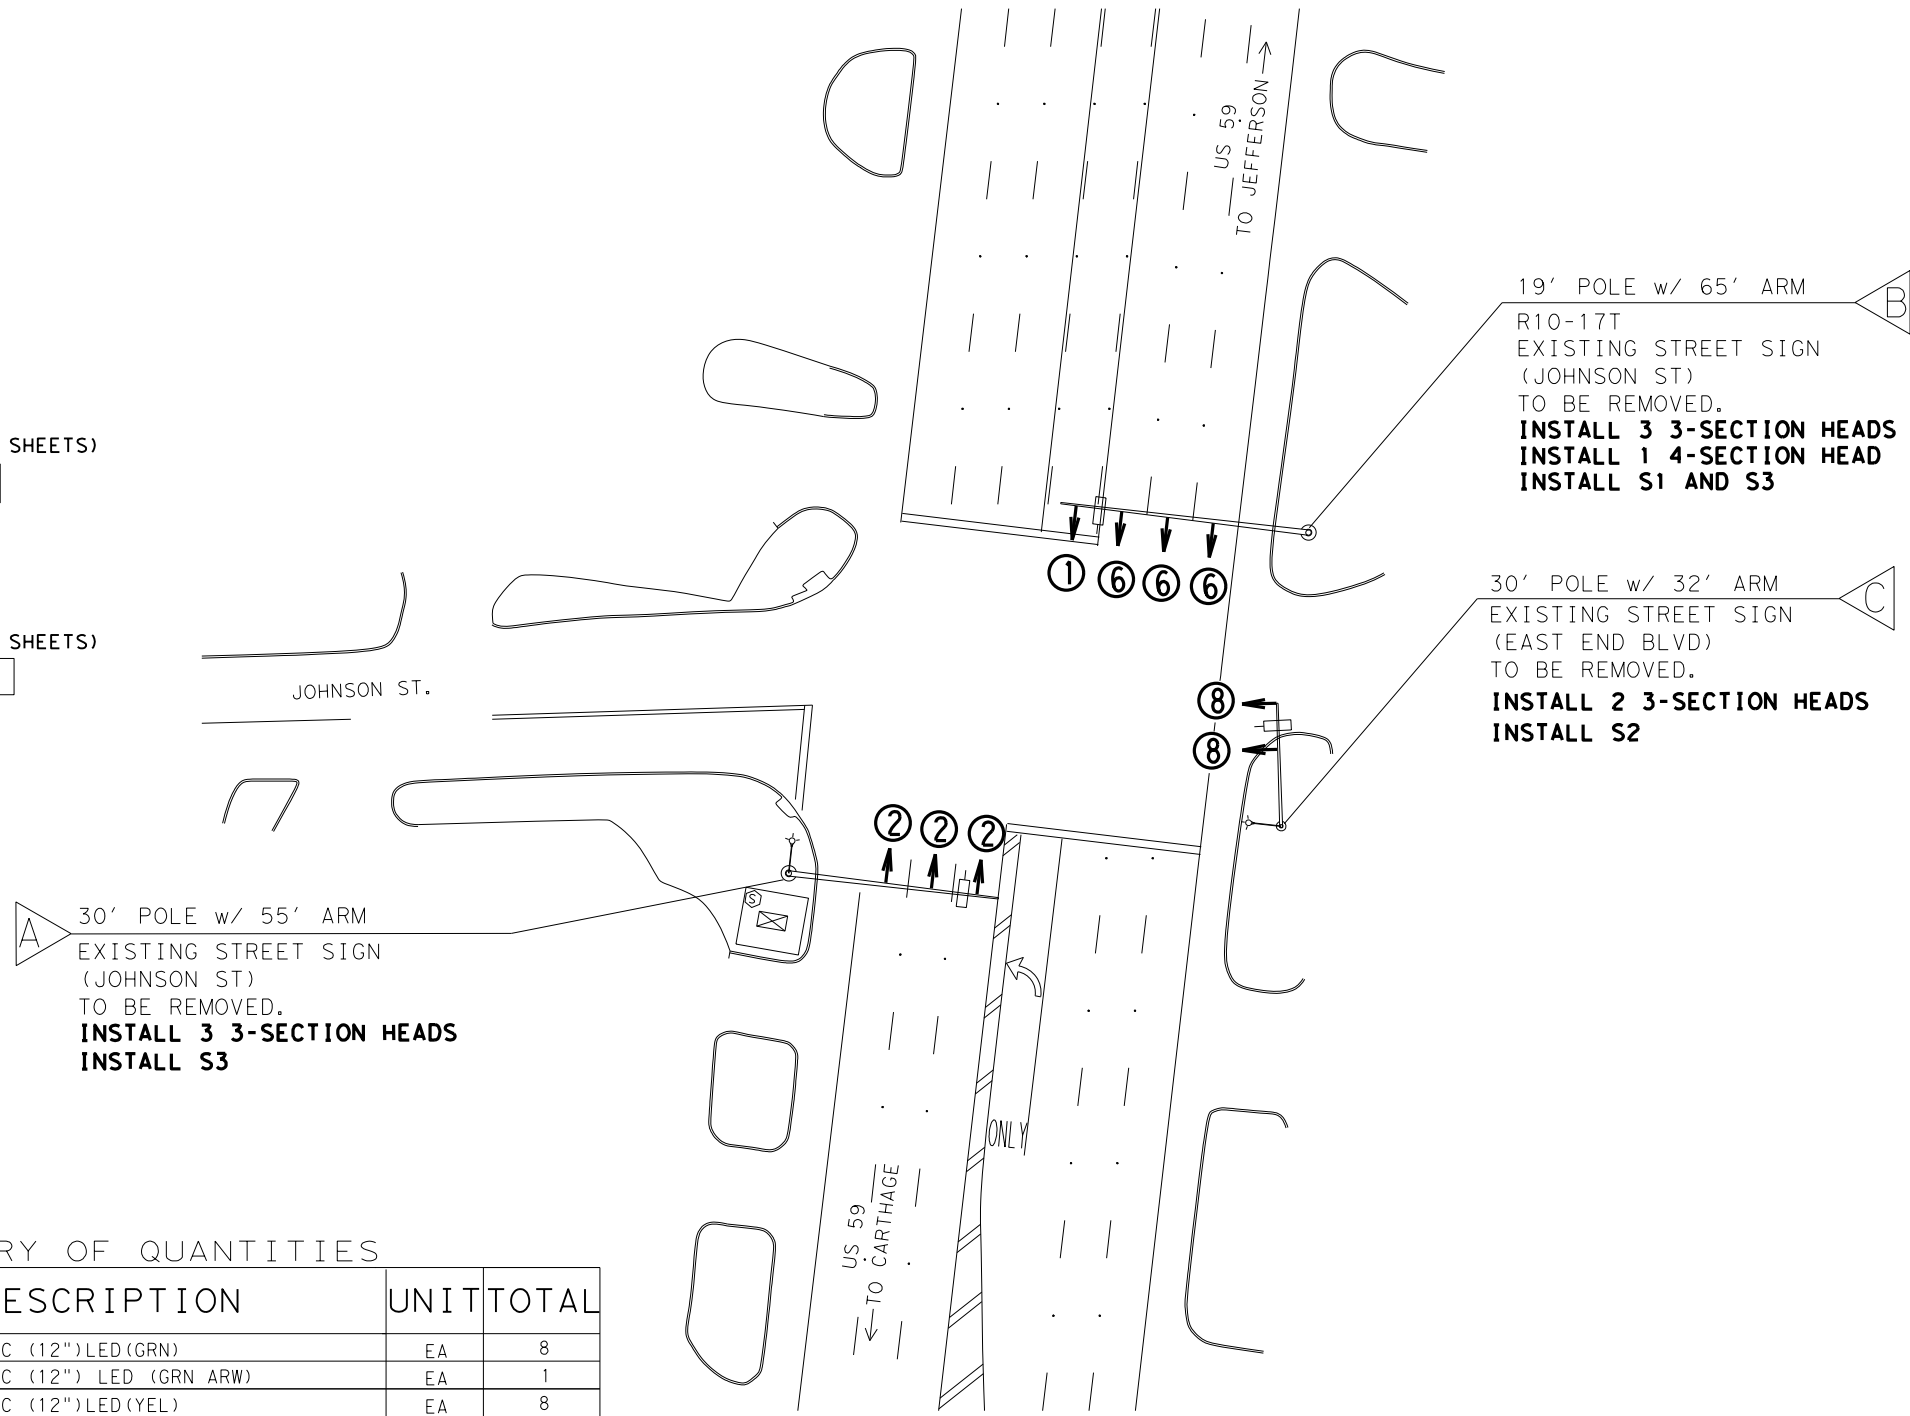 US 59
TO JEFFERSON
19' POLE w/ 65' ARM
B
R10-17T
EXISTING STREET SIGN
(JOHNSON ST)
TO BE REMOVED.
INSTALL 3 3-SECTION HEADS
INSTALL 1 4-SECTION HEAD
INSTALL S1 AND S3
SHEETS)
1
6
6
6
30' POLE w/ 32' ARM
C
EXISTING STREET SIGN
(EAST END BLVD)
TO BE REMOVED.
INSTALL 2 3-SECTION HEADS
INSTALL S2
SHEETS)
JOHNSON ST.
8
8
2
2
2
S
A
30' POLE w/ 55' ARM
EXISTING STREET SIGN
(JOHNSON ST)
TO BE REMOVED.
INSTALL 3 3-SECTION HEADS
INSTALL S3
ONLY
US 59
TO CARTHAGE
RY OF QUANTITIES
ESCRIPTION UNIT TOTAL
C (12")LED(GRN) EA 8
C (12") LED (GRN ARW) EA 1
C (12")LED(YEL) EA 8